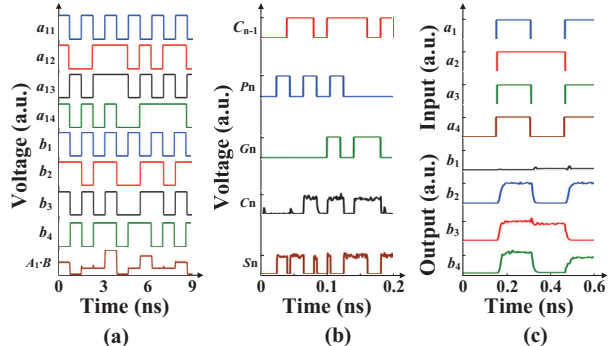 Voltage (a.u.)
a11
a12
a13
a14
b1
b2
b3
b4
A1·B
0 3 6 9
Time (ns)
(a)
Voltage (a.u.)
Cn-1
Pn
Gn
Cn
Sn
0 0.1 0.2
Time (ns)
(b)
Input (a.u.)
a1
a2
a3
a4
Output (a.u.)
b1
b2
b3
b4
0 0.2 0.4 0.6
Time (ns)
(c)